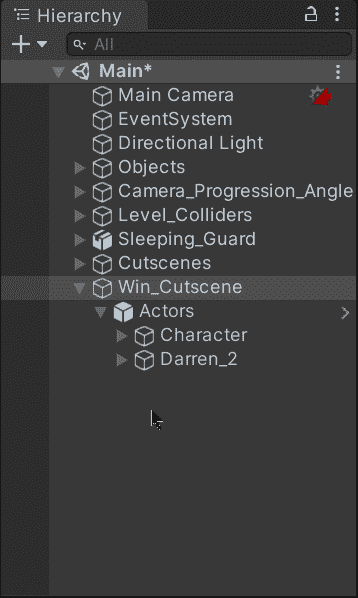 Hierarchy
All
Main*
Main Camera
EventSystem
Directional Light
Objects
Camera_Progression_Angle
Level_Colliders
Sleeping_Guard
Cutscenes
Win_Cutscene
Actors
Character
Darren_2